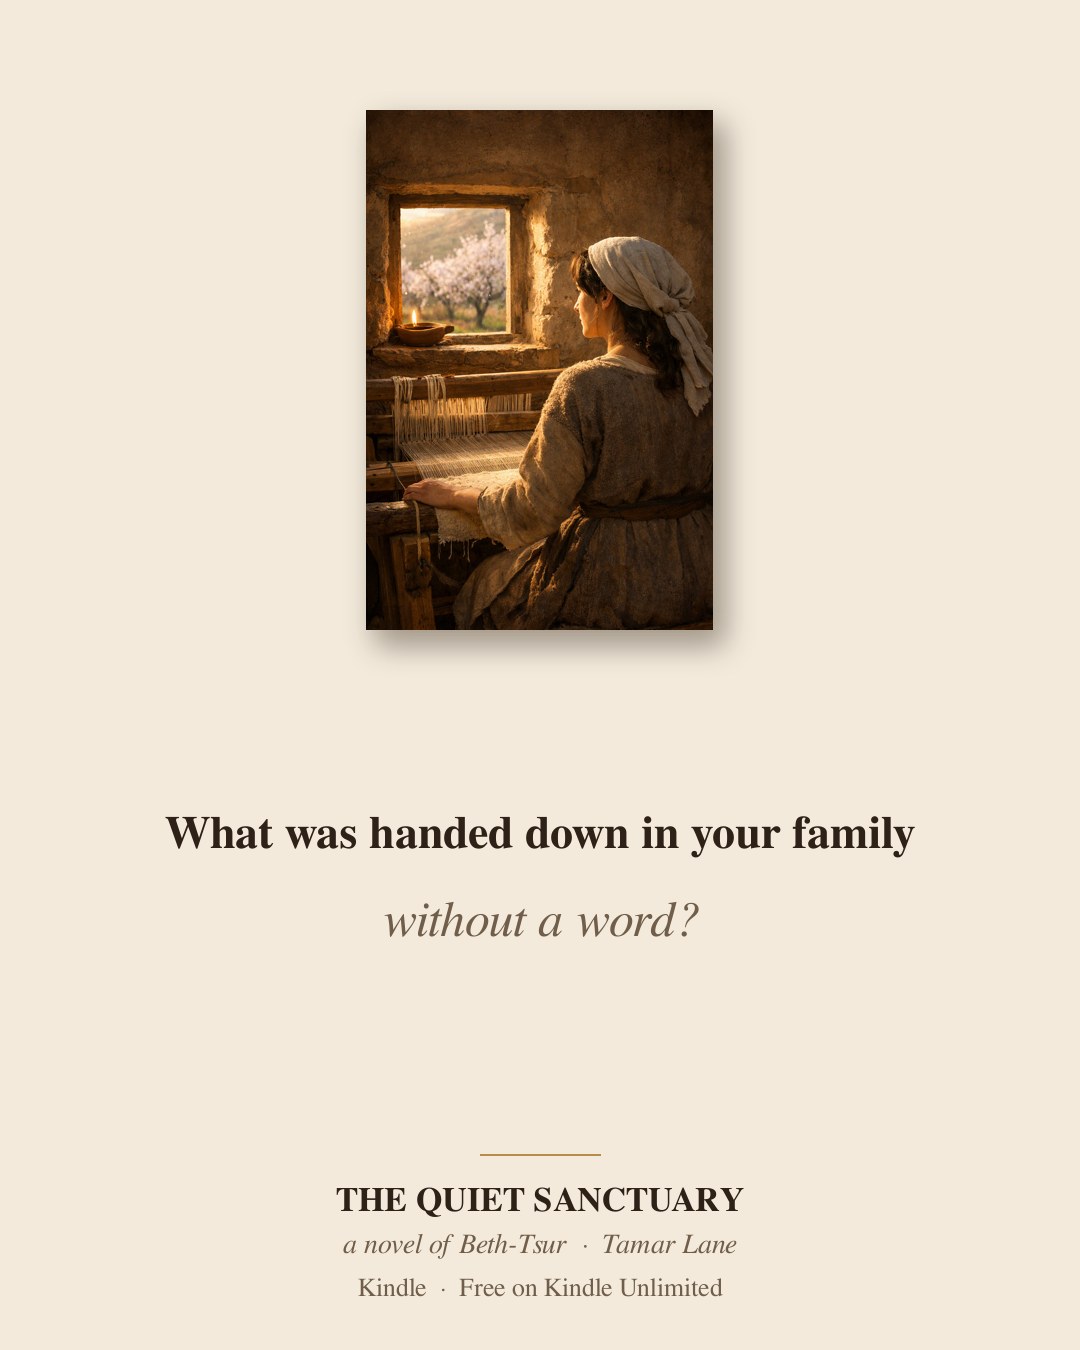 What was handed down in your family
without a word?
THE QUIET SANCTUARY
a novel of Beth-Tsur · Tamar Lane
Kindle · Free on Kindle Unlimited